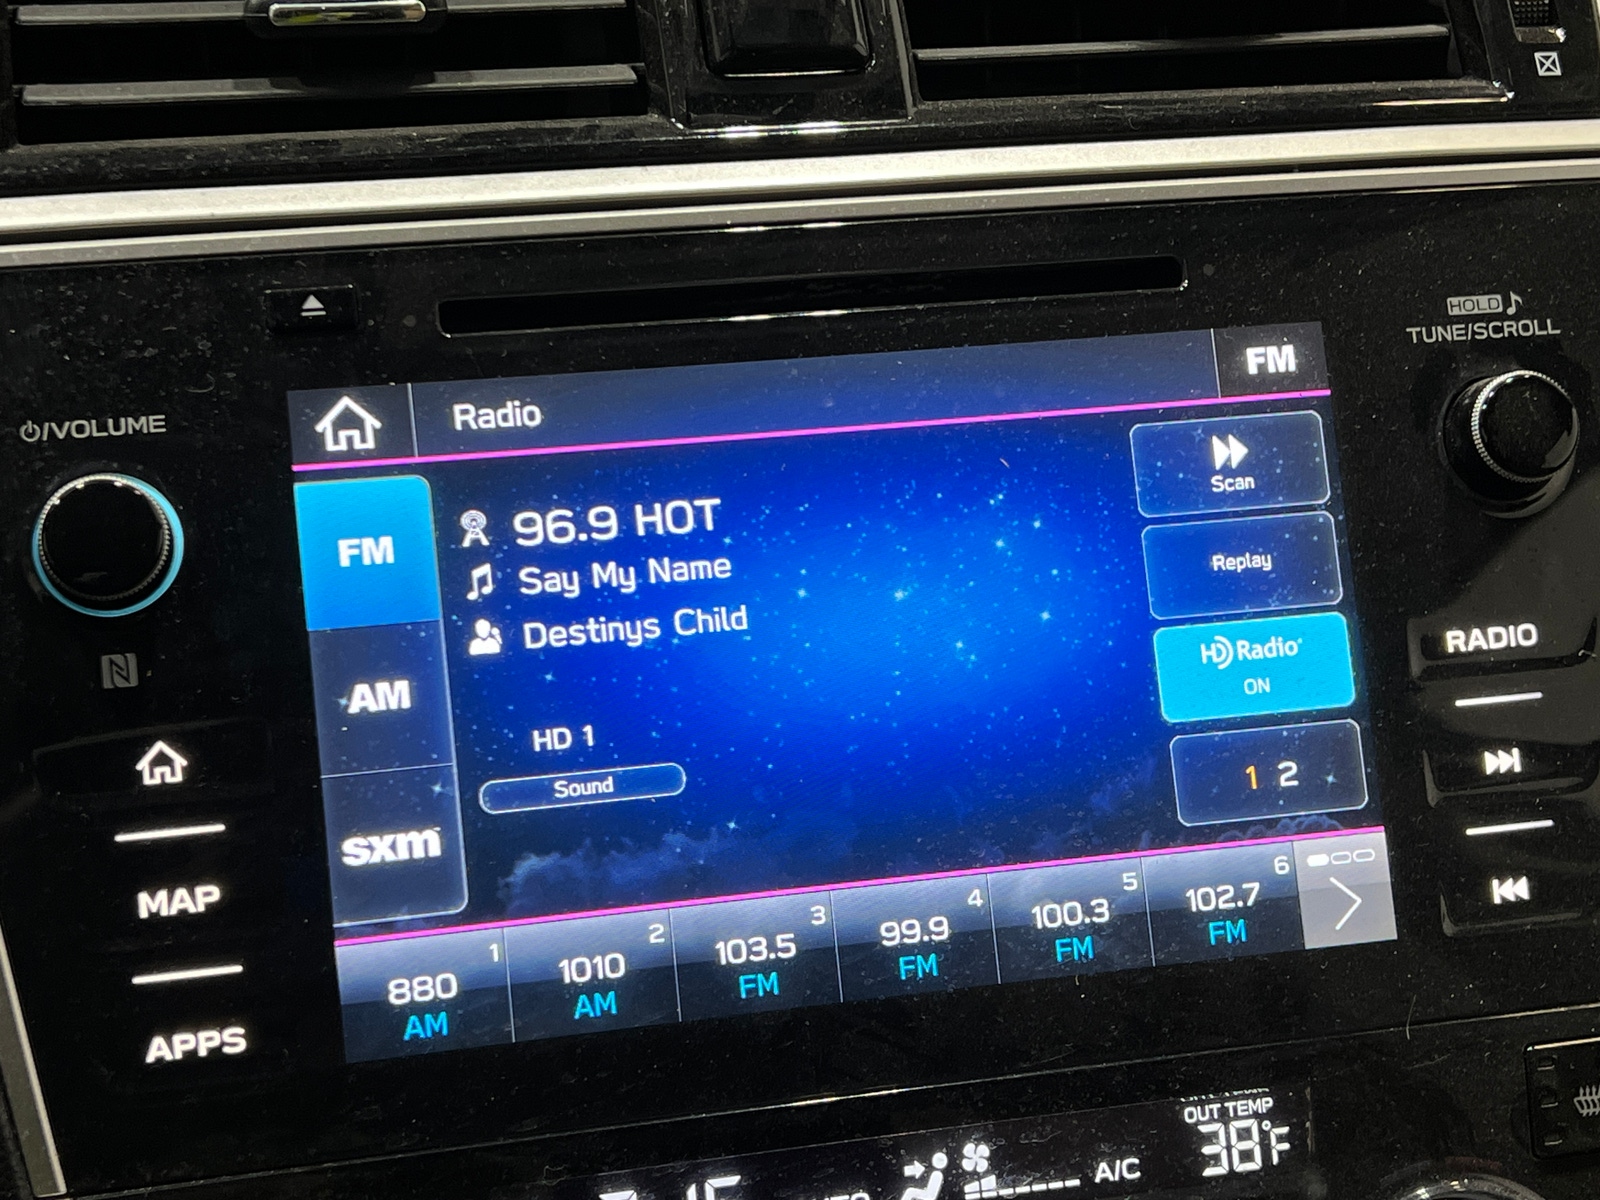 HOLD
TUNE/SCROLL
/VOLUME
Radio
FM
Scan
FM
96.9 HOT
Say My Name
Destinys Child
Replay
HD Radio
ON
AM
HD 1
Sound
1 2
sxm
RADIO
MAP
APPS
1
880
AM
2
1010
AM
3
103.5
FM
4
99.9
FM
5
100.3
FM
6
102.7
FM
OUT TEMP
38°F
A/C